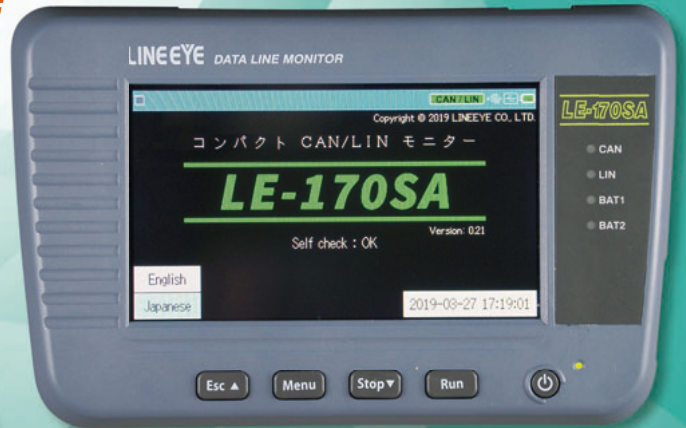 LINEEYE DATA LINE MONITOR
CAN / LIN
Copyright © 2019 LINEEYE CO., LTD.
コンパクト CAN/LIN モニター
LE-170SA
Version: 0.21
Self check : OK
English
Japanese
2019-03-27 17:19:01
LE-170SA
CAN
LIN
BAT1
BAT2
Esc ▲
Menu
Stop▼
Run